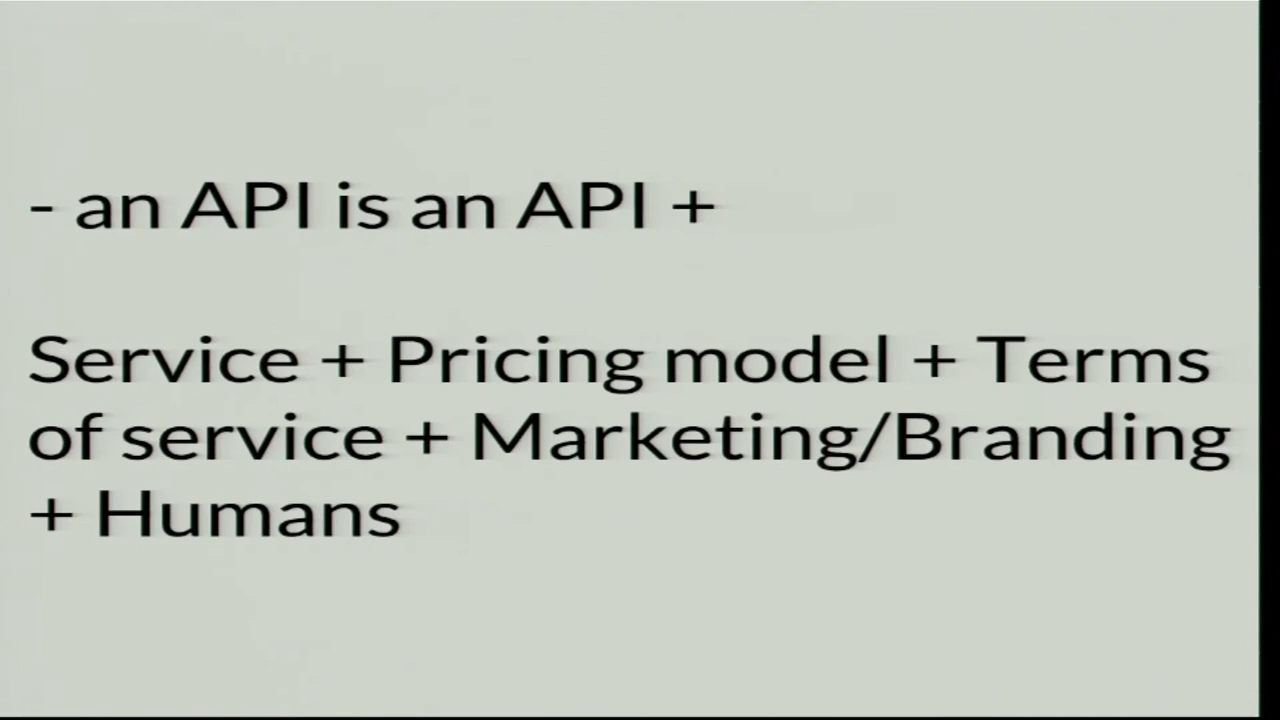 - an API is an API +
Service + Pricing model + Terms
of service + Marketing/Branding
+ Humans